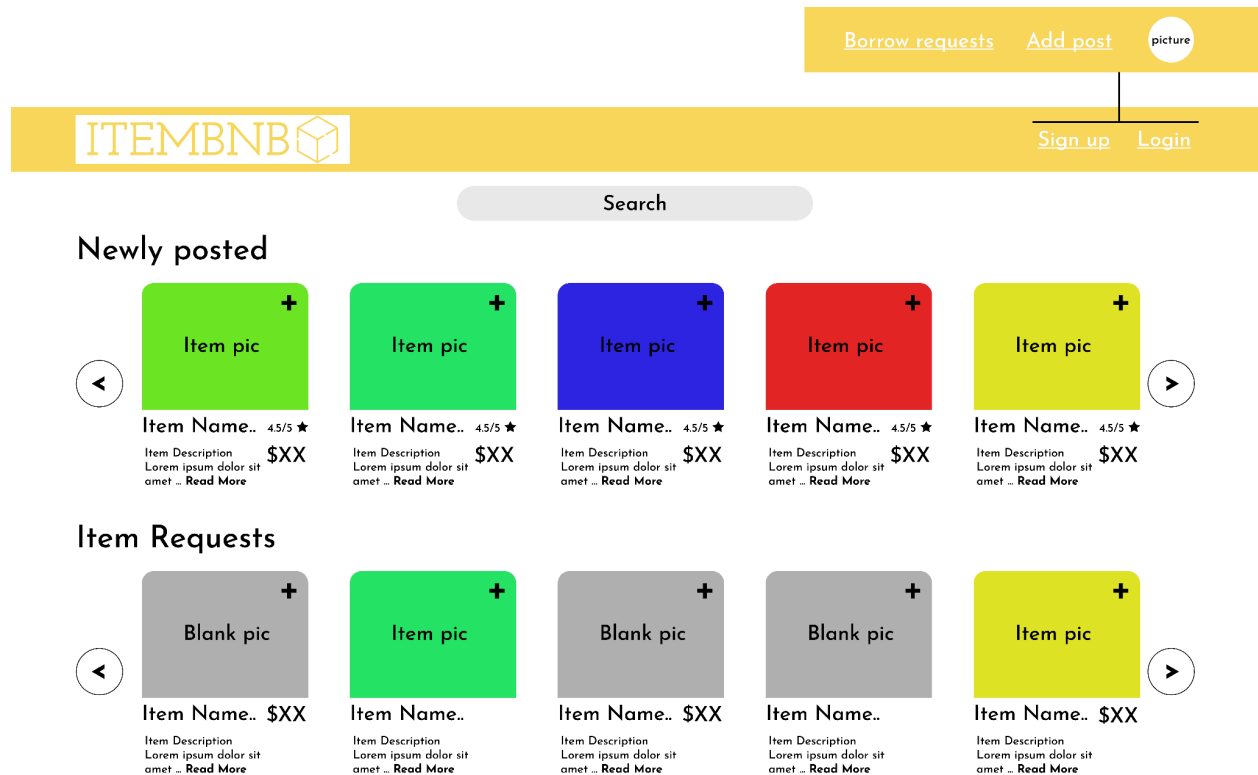 Borrow requests Add post picture
ITEMBNB Sign up Login
Search
Newly posted
+ + + + +
Item pic Item pic Item pic Item pic Item pic
< >
Item Name.. 4.5/5 ★ Item Name.. 4.5/5 ★ Item Name.. 4.5/5 ★ Item Name.. 4.5/5 ★ Item Name.. 4.5/5 ★
Item Description $XX Item Description $XX Item Description $XX Item Description $XX Item Description $XX
Lorem ipsum dolor sit Lorem ipsum dolor sit Lorem ipsum dolor sit Lorem ipsum dolor sit Lorem ipsum dolor sit
amet ... Read More amet ... Read More amet ... Read More amet ... Read More amet ... Read More
Item Requests
+ + + + +
Blank pic Item pic Blank pic Blank pic Item pic
< >
Item Name.. $XX Item Name.. Item Name.. $XX Item Name.. Item Name.. $XX
Item Description Item Description Item Description Item Description Item Description
Lorem ipsum dolor sit Lorem ipsum dolor sit Lorem ipsum dolor sit Lorem ipsum dolor sit Lorem ipsum dolor sit
amet ... Read More amet ... Read More amet ... Read More amet ... Read More amet ... Read More